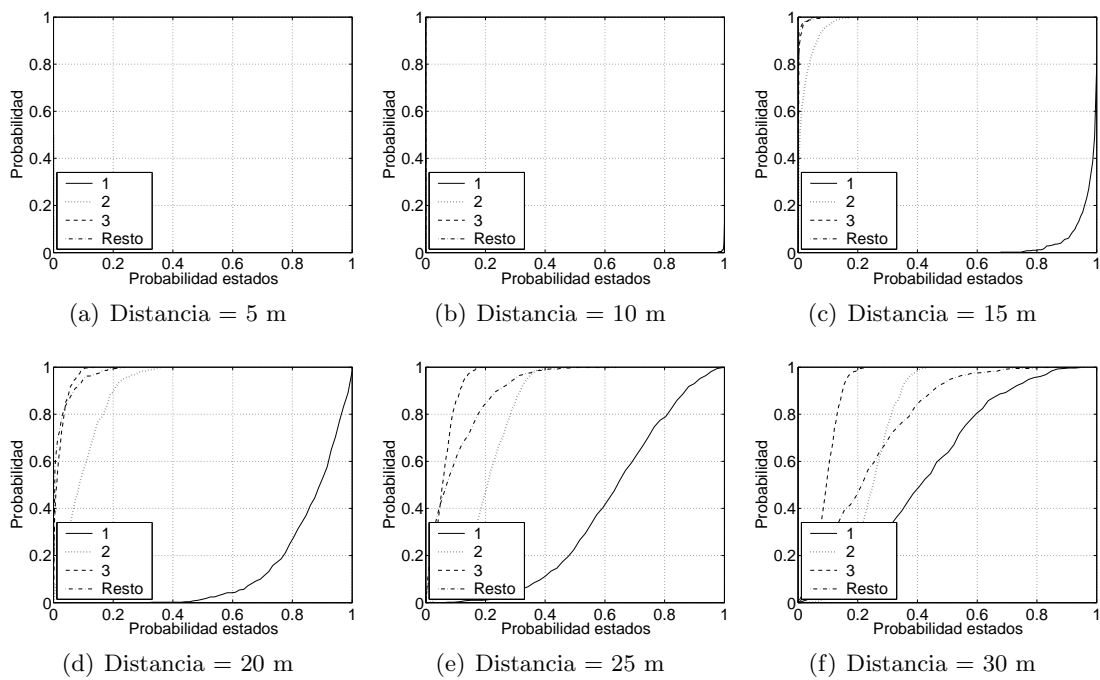 1
0.8
0.6
0.4
0.2
0
Probabilidad
1
2
3
Resto
0 0.2 0.4 0.6 0.8 1
Probabilidad estados
(a) Distancia = 5 m
1
0.8
0.6
0.4
0.2
0
Probabilidad
1
2
3
Resto
0 0.2 0.4 0.6 0.8 1
Probabilidad estados
(b) Distancia = 10 m
1
0.8
0.6
0.4
0.2
0
Probabilidad
1
2
3
Resto
0 0.2 0.4 0.6 0.8 1
Probabilidad estados
(c) Distancia = 15 m
1
0.8
0.6
0.4
0.2
0
Probabilidad
1
2
3
Resto
0 0.2 0.4 0.6 0.8 1
Probabilidad estados
(d) Distancia = 20 m
1
0.8
0.6
0.4
0.2
0
Probabilidad
1
2
3
Resto
0 0.2 0.4 0.6 0.8 1
Probabilidad estados
(e) Distancia = 25 m
1
0.8
0.6
0.4
0.2
0
Probabilidad
1
2
3
Resto
0 0.2 0.4 0.6 0.8 1
Probabilidad estados
(f) Distancia = 30 m